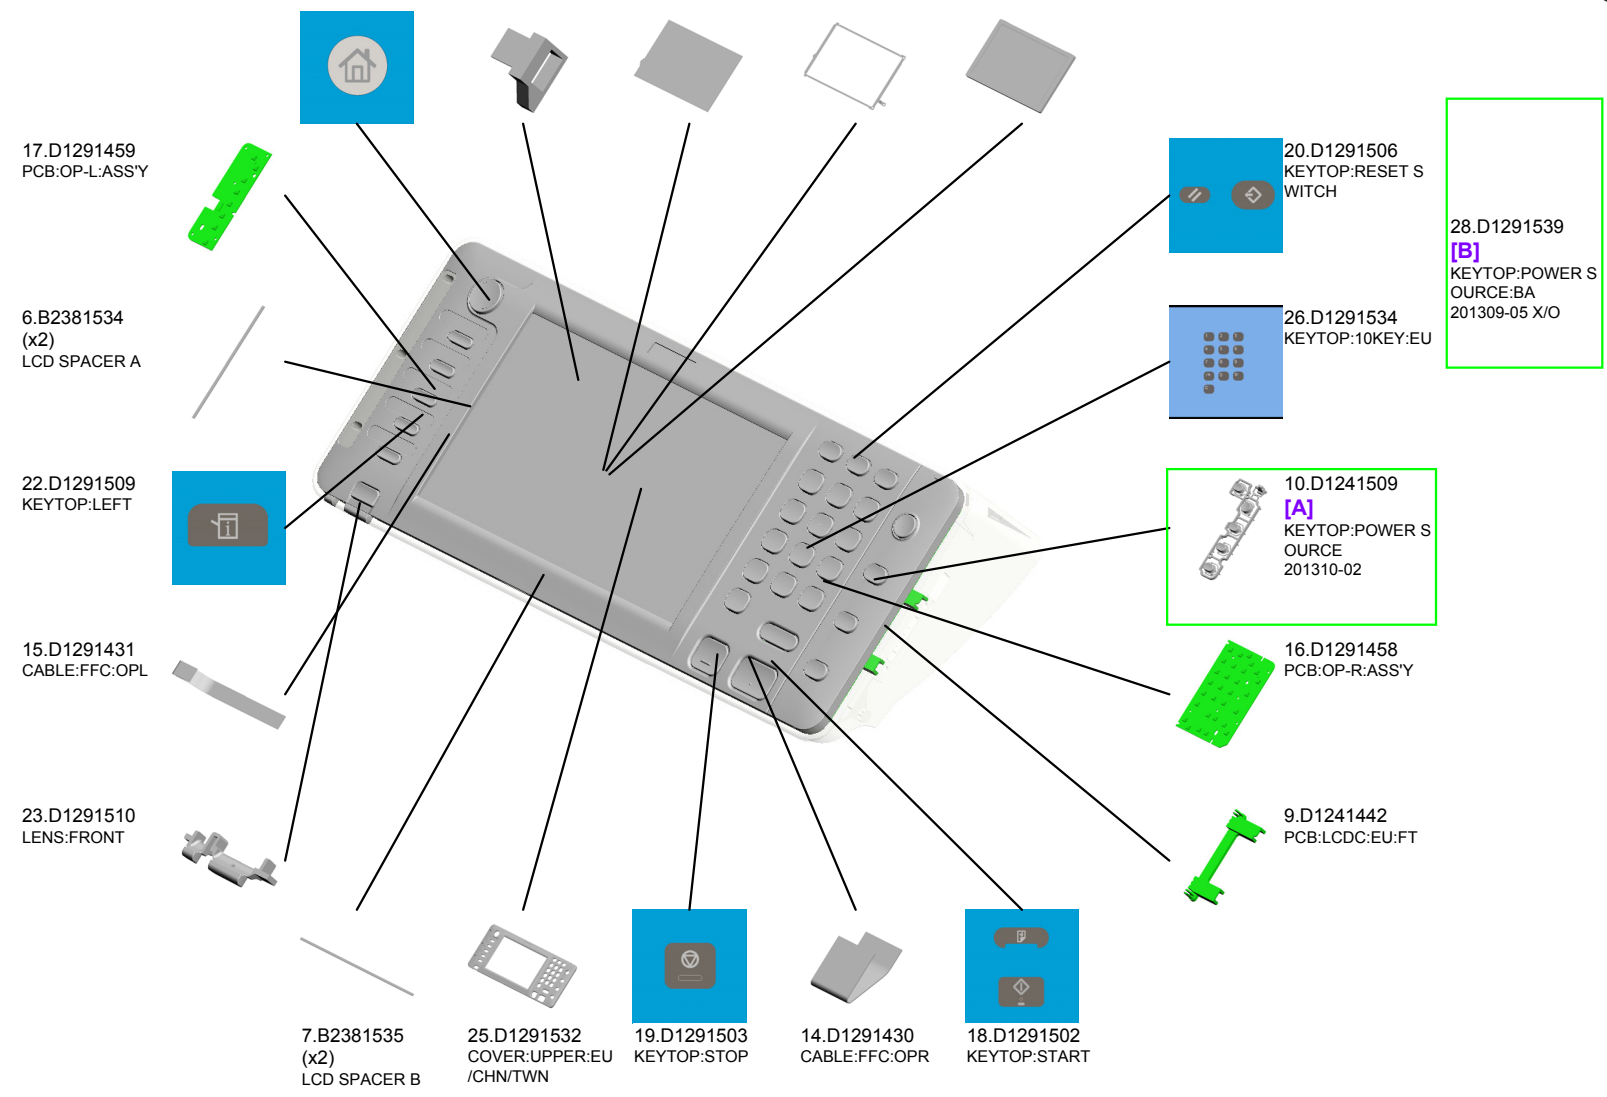 17.D1291459
PCB:OP-L:ASS'Y
6.B2381534
(x2)
LCD SPACER A
22.D1291509
KEYTOP:LEFT
15.D1291431
CABLE:FFC:OPL
23.D1291510
LENS:FRONT
7.B2381535
(x2)
LCD SPACER B
25.D1291532
COVER:UPPER:EU
/CHN/TWN
19.D1291503
KEYTOP:STOP
14.D1291430
CABLE:FFC:OPR
18.D1291502
KEYTOP:START
20.D1291506
KEYTOP:RESET S
WITCH
26.D1291534
KEYTOP:10KEY:EU
10.D1241509
[A]
KEYTOP:POWER S
OURCE
201310-02
16.D1291458
PCB:OP-R:ASS'Y
9.D1241442
PCB:LCDC:EU:FT
28.D1291539
[B]
KEYTOP:POWER S
OURCE:BA
201309-05 X/O